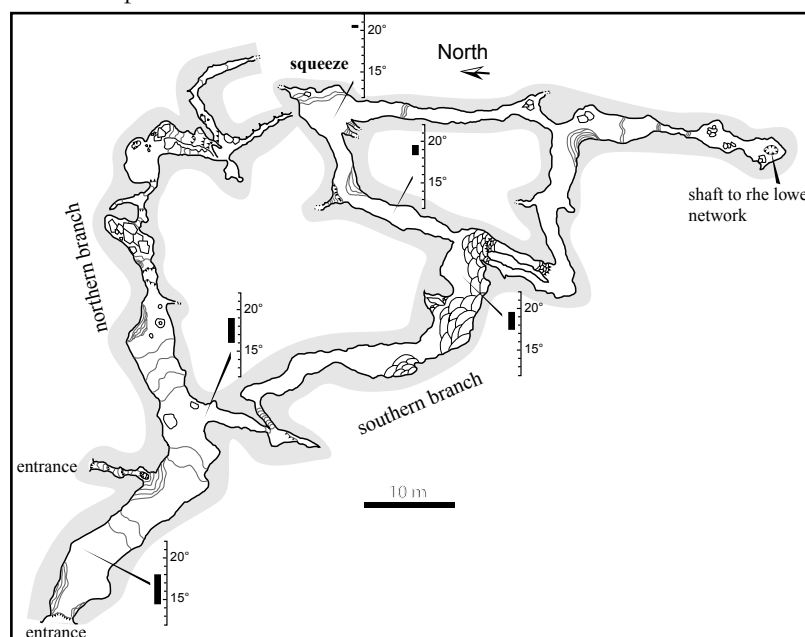 20°
squeeze
15°
North
20°
15°
shaft to rhe lowe
network
northern branch
20°
15°
20°
15°
southern branch
entrance
10 m
20°
15°
entrance